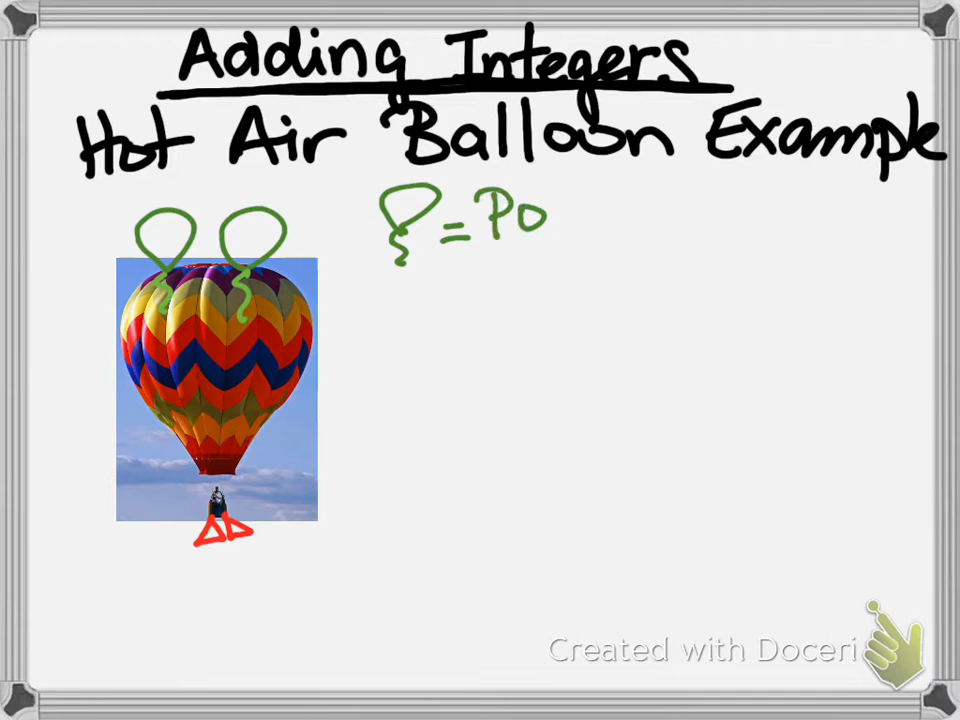 Adding Integers
Hot Air Balloon Example
= Po
Created with Doceri